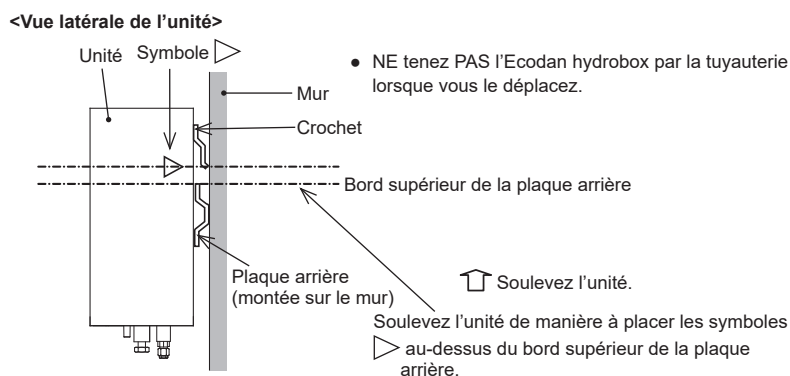 <Vue latérale de l’unité>
Unité
Symbole
● NE tenez PAS l’Ecodan hydrobox par la tuyauterie
lorsque vous le déplacez.
Mur
Crochet
Bord supérieur de la plaque arrière
Plaque arrière
(montée sur le mur)
Soulevez l’unité.
Soulevez l’unité de manière à placer les symboles
au-dessus du bord supérieur de la plaque
arrière.